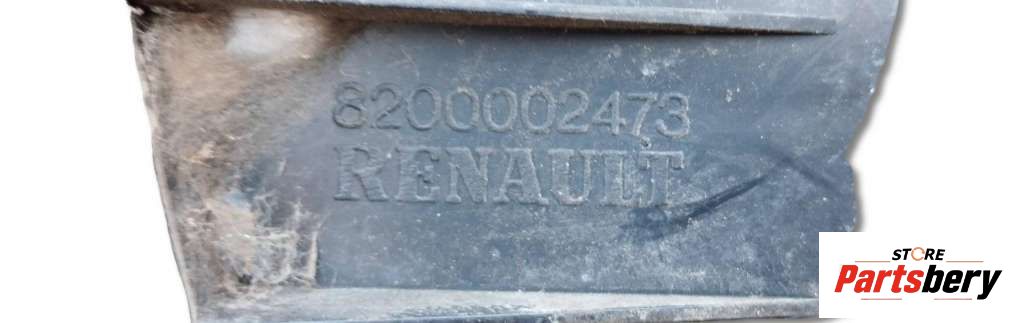 8200002473
RENAULT
STORE
Partsbery